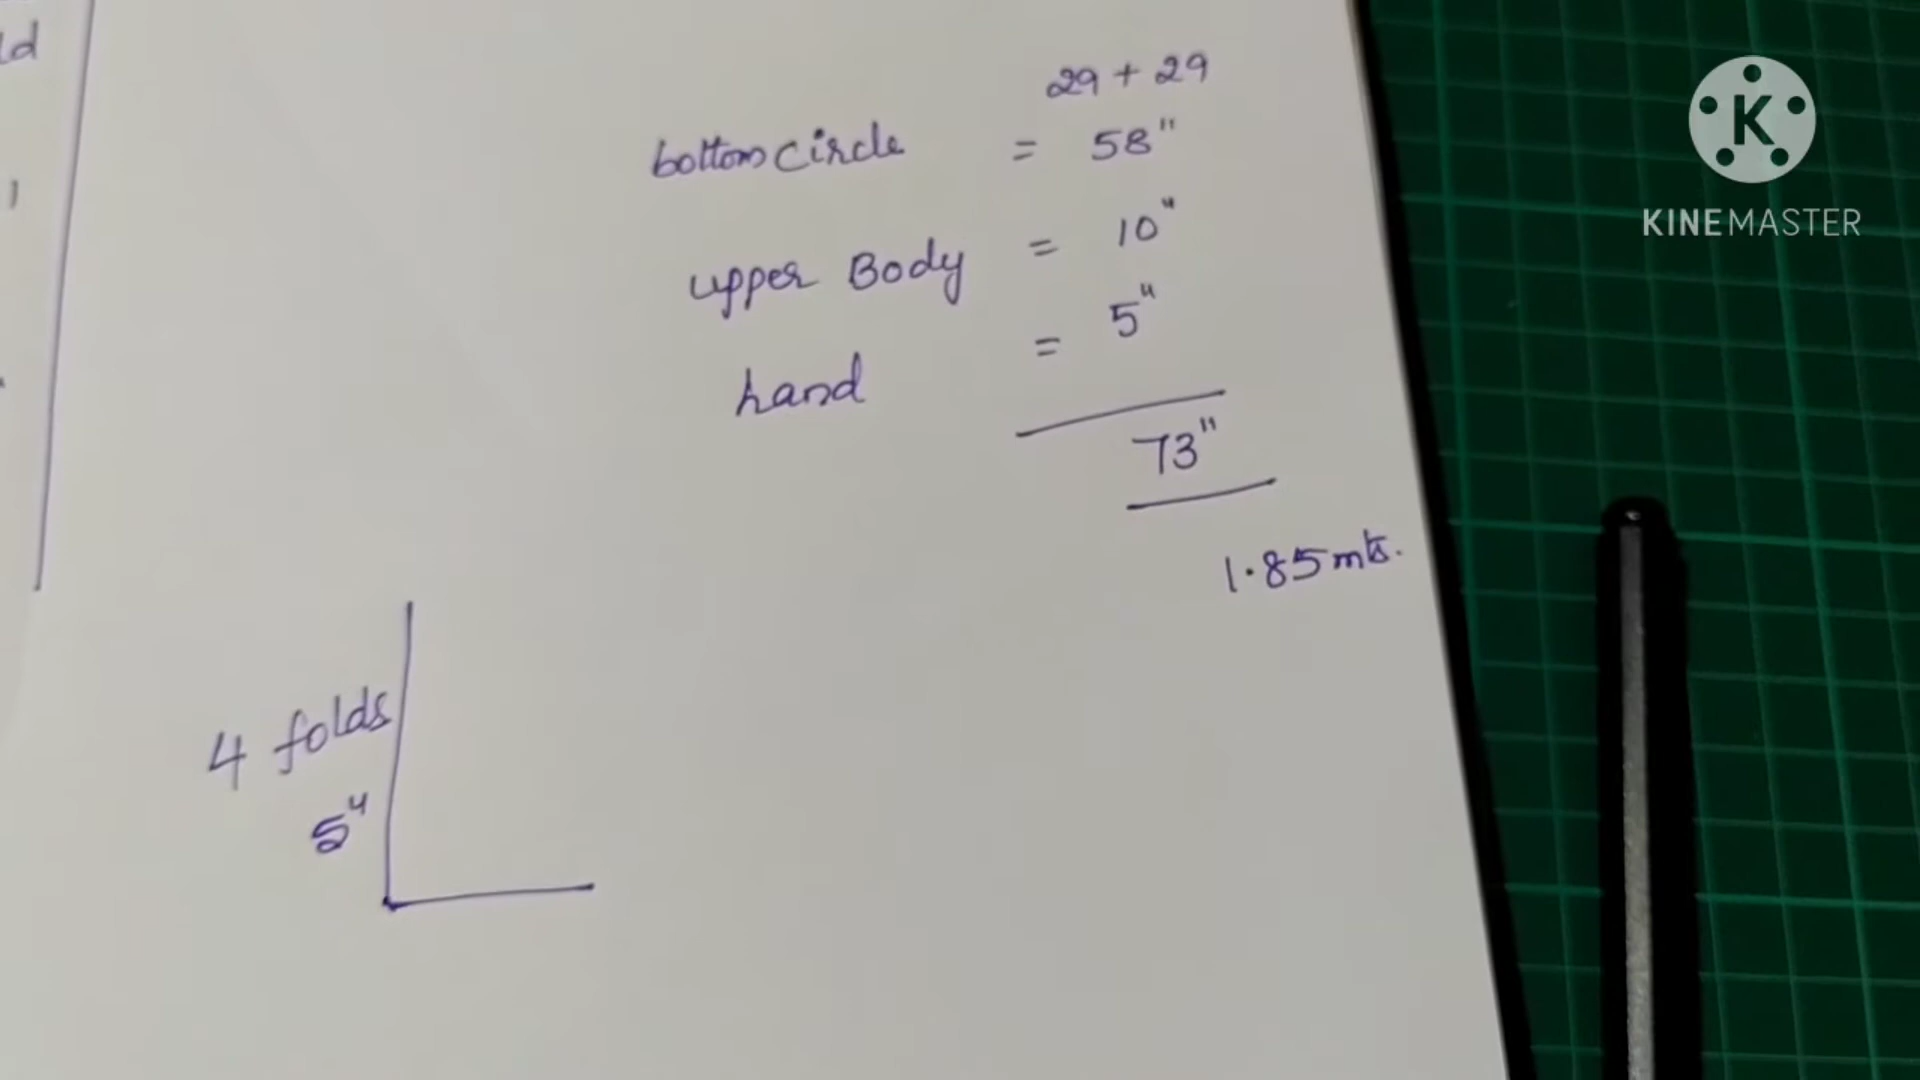 29 + 29
bottom circle = 58"
upper Body = 10"
hand = 5"
73"
1.85 mts.
4 folds
5"
K
KINEMASTER